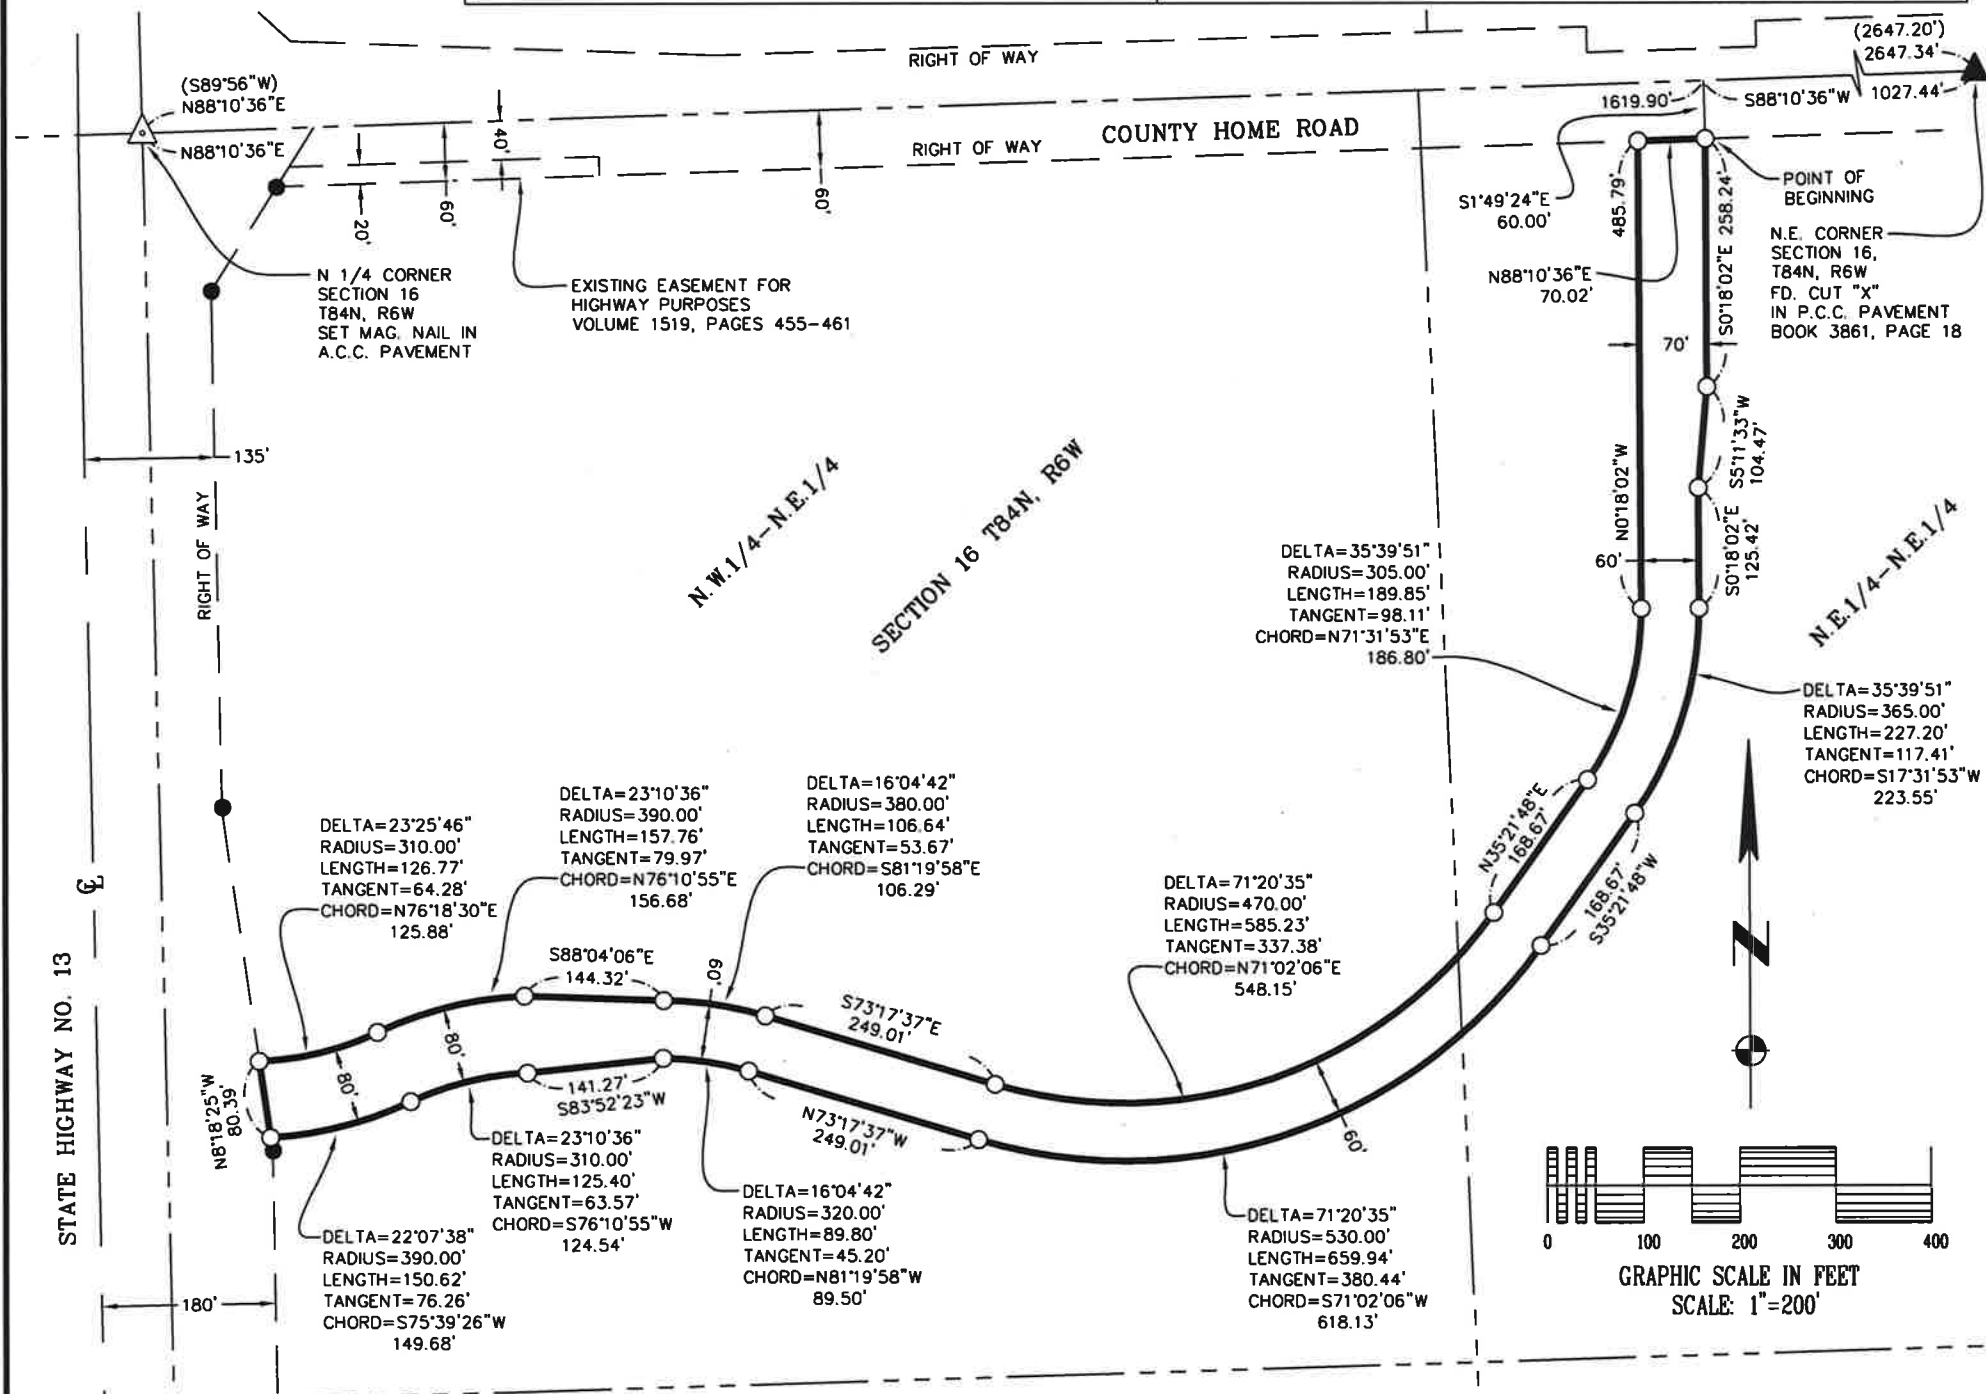 RIGHT OF WAY
(2647.20')
2647.34'
(S89°56"W)
N88°10'36"E
N88°10'36"E
40'
1619.90'
S88°10'36"W
1027.44'
RIGHT OF WAY
COUNTY HOME ROAD
20'
60'
60'
S1°49'24"E
60.00'
485.79'
S0°18'02"E 258.24'
POINT OF
BEGINNING
N 1/4 CORNER
SECTION 16
T84N, R6W
SET MAG. NAIL IN
A.C.C. PAVEMENT
EXISTING EASEMENT FOR
HIGHWAY PURPOSES
VOLUME 1519, PAGES 455-461
N88°10'36"E
70.02'
N.E. CORNER
SECTION 16,
T84N, R6W
FD. CUT "X"
IN P.C.C. PAVEMENT
BOOK 3861, PAGE 18
70'
135'
RIGHT OF WAY
N.W.1/4-N.E.1/4
SECTION 16 T84N, R6W
N0°18'02"W
S5°11'33"W
104.47'
60'
S0°18'02"E
125.42'
N.E.1/4-N.E.1/4
DELTA=35°39'51"
RADIUS=305.00'
LENGTH=189.85'
TANGENT=98.11'
CHORD=N71°31'53"E
186.80'
DELTA=35°39'51"
RADIUS=365.00'
LENGTH=227.20'
TANGENT=117.41'
CHORD=S17°31'53"W
223.55'
DELTA=23°25'46"
RADIUS=310.00'
LENGTH=126.77'
TANGENT=64.28'
CHORD=N76°18'30"E
125.88'
DELTA=23°10'36"
RADIUS=390.00'
LENGTH=157.76'
TANGENT=79.97'
CHORD=N76°10'55"E
156.68'
DELTA=16°04'42"
RADIUS=380.00'
LENGTH=106.64'
TANGENT=53.67'
CHORD=S81°19'58"E
106.29'
N35°21'48"E
168.67'
168.67'
S35°21'48"W
DELTA=71°20'35"
RADIUS=470.00'
LENGTH=585.23'
TANGENT=337.38'
CHORD=N71°02'06"E
548.15'
STATE HIGHWAY NO. 13
CL
S88°04'06"E
144.32'
60'
S73°17'37"E
249.01'
N
N8°18'25"W
80.39'
80'
80'
141.27'
S83°52'23"W
N73°17'37"W
249.01'
60'
DELTA=22°07'38"
RADIUS=390.00'
LENGTH=150.62'
TANGENT=76.26'
CHORD=S75°39'26"W
149.68'
DELTA=23°10'36"
RADIUS=310.00'
LENGTH=125.40'
TANGENT=63.57'
CHORD=S76°10'55"W
124.54'
DELTA=16°04'42"
RADIUS=320.00'
LENGTH=89.80'
TANGENT=45.20'
CHORD=N81°19'58"W
89.50'
DELTA=71°20'35"
RADIUS=530.00'
LENGTH=659.94'
TANGENT=380.44'
CHORD=S71°02'06"W
618.13'
180'
0 100 200 300 400
GRAPHIC SCALE IN FEET
SCALE: 1"=200'